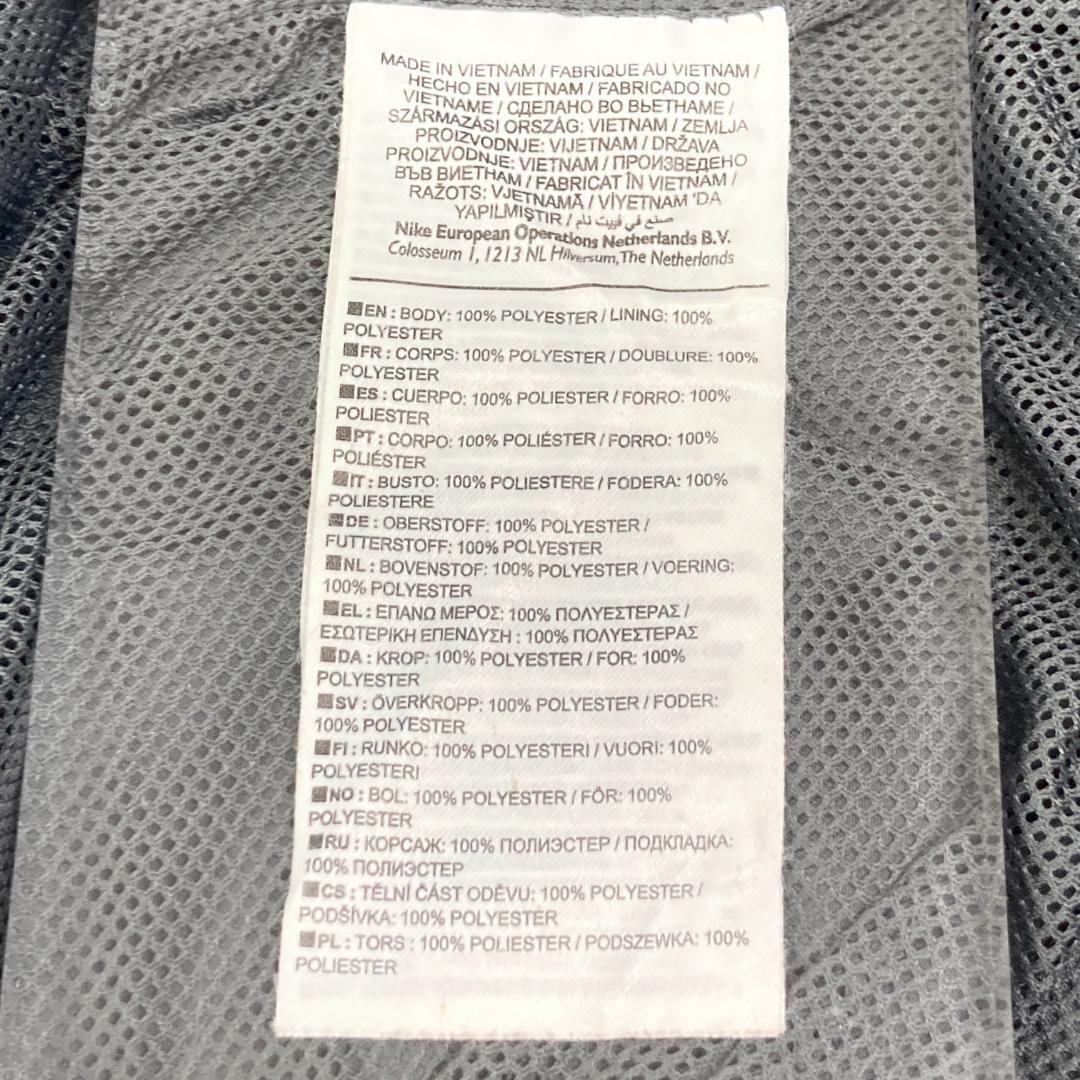 MADE IN VIETNAM / FABRIQUE AU VIETNAM /
HECHO EN VIETNAM / FABRICADO NO
VIETNAME / СДЕЛАНО ВО ВЬЕТНАМЕ /
SZÁRMAZÁSI ORSZÁG: VIETNAM / ZEMLJA
PROIZVODNJE: VIJETNAM / DRŽAVA
PROIZVODNJE: VIETNAM / ПРОИЗВЕДЕНО
ВЪВ ВИЕТНАМ / FABRICAT ÎN VIETNAM /
RAŽOTS: VJETNAMĀ / VİYETNAM 'DA
YAPILMIŞTIR / صنع في فييت نام
Nike European Operations Netherlands B.V.
Colosseum 1, 1213 NL Hilversum, The Netherlands
EN : BODY: 100% POLYESTER / LINING: 100%
POLYESTER
FR : CORPS: 100% POLYESTER / DOUBLURE: 100%
POLYESTER
ES : CUERPO: 100% POLIESTER / FORRO: 100%
POLIESTER
PT : CORPO: 100% POLIÉSTER / FORRO: 100%
POLIÉSTER
IT : BUSTO: 100% POLIESTERE / FODERA: 100%
POLIESTERE
DE : OBERSTOFF: 100% POLYESTER /
FUTTERSTOFF: 100% POLYESTER
NL : BOVENSTOF: 100% POLYESTER / VOERING:
100% POLYESTER
EL : ΕΠΑΝΩ ΜΕΡΟΣ: 100% ΠΟΛΥΕΣΤΕΡΑΣ /
ΕΣΩΤΕΡΙΚΗ ΕΠΕΝΔΥΣΗ : 100% ΠΟΛΥΕΣΤΕΡΑΣ
DA : KROP: 100% POLYESTER / FOR: 100%
POLYESTER
SV : ÖVERKROPP: 100% POLYESTER / FODER:
100% POLYESTER
FI : RUNKO: 100% POLYESTERI / VUORI: 100%
POLYESTERI
NO : BOL: 100% POLYESTER / FÔR: 100%
POLYESTER
RU : КОРСАЖ: 100% ПОЛИЭСТЕР / ПОДКЛАДКА:
100% ПОЛИЭСТЕР
CS : TĚLNÍ ČÁST ODĚVU: 100% POLYESTER /
PODŠÍVKA: 100% POLYESTER
PL : TORS : 100% POLIESTER / PODSZEWKA: 100%
POLIESTER